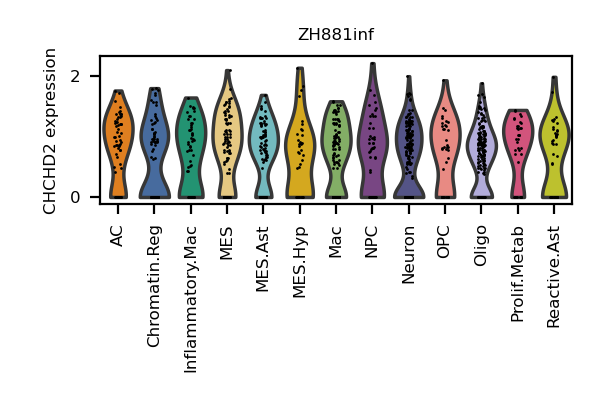 ZH881inf
CHCHD2 expression
2
0
AC
Chromatin.Reg
Inflammatory.Mac
MES
MES.Ast
MES.Hyp
Mac
NPC
Neuron
OPC
Oligo
Prolif.Metab
Reactive.Ast